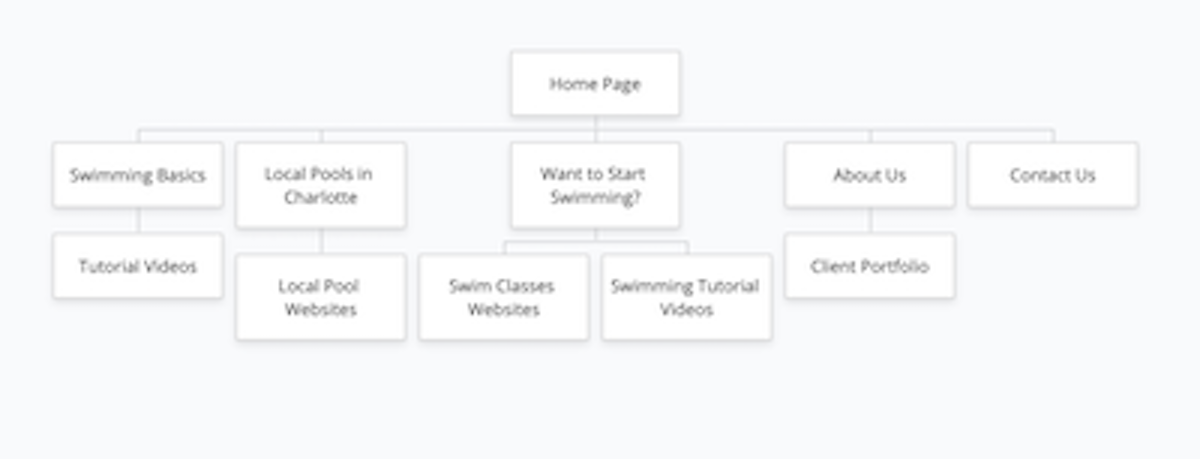 Home Page
Swimming Basics
Local Pools in
Charlotte
Want to Start
Swimming?
About Us
Contact Us
Tutorial Videos
Local Pool
Websites
Swim Classes
Websites
Swimming Tutorial
Videos
Client Portfolio